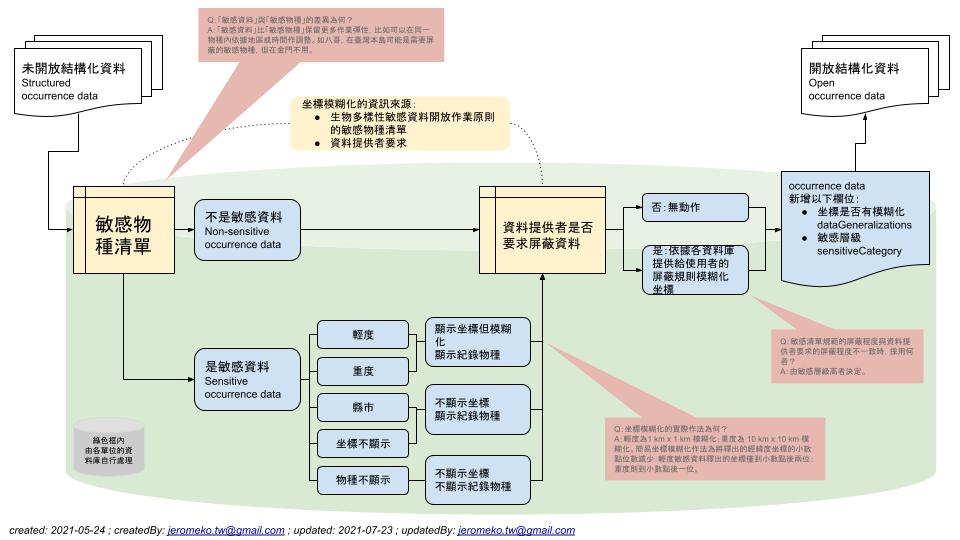 Q:「敏感資料」與「敏感物種」的差異為何？
A:「敏感資料」比「敏感物種」保留更多作業彈性, 比如可以在同一
物種內依據地區或時間作調整。如八哥, 在臺灣本島可能是需要屏
蔽的敏感物種, 但在金門不用。
未開放結構化資料
Structured
occurrence data
開放結構化資料
Open
occurrence data
坐標模糊化的資訊來源：
● 生物多樣性敏感資料開放作業原則
的敏感物種清單
● 資料提供者要求
敏感物
種清單
不是敏感資料
Non-sensitive
occurrence data
資料提供者是否
要求屏蔽資料
否：無動作
是：依據各資料庫
提供給使用者的
屏蔽規則模糊化
坐標
occurrence data
新增以下欄位：
● 坐標是否有模糊化
dataGeneralizations
● 敏感層級
sensitiveCategory
是敏感資料
Sensitive
occurrence data
輕度
重度
縣市
坐標不顯示
物種不顯示
顯示坐標但模糊
化
顯示紀錄物種
不顯示坐標
顯示紀錄物種
不顯示坐標
不顯示紀錄物種
Q：敏感清單規範的屏蔽程度與資料提
供者要求的屏蔽程度不一致時, 採用何
者？
A：由敏感層級高者決定。
Q：坐標模糊化的實際作法為何？
A：輕度為1 km x 1 km 模糊化；重度為 10 km x 10 km 模
糊化。簡易坐標模糊化作法為將釋出的經緯度坐標的小數
點位數減少：輕度敏感資料釋出的坐標僅到小數點後兩位；
重度則到小數點後一位。
綠色框內
由各單位的資
料庫自行處理
created: 2021-05-24 ; createdBy: jeromeko.tw@gmail.com ; updated: 2021-07-23 ; updatedBy: jeromeko.tw@gmail.com